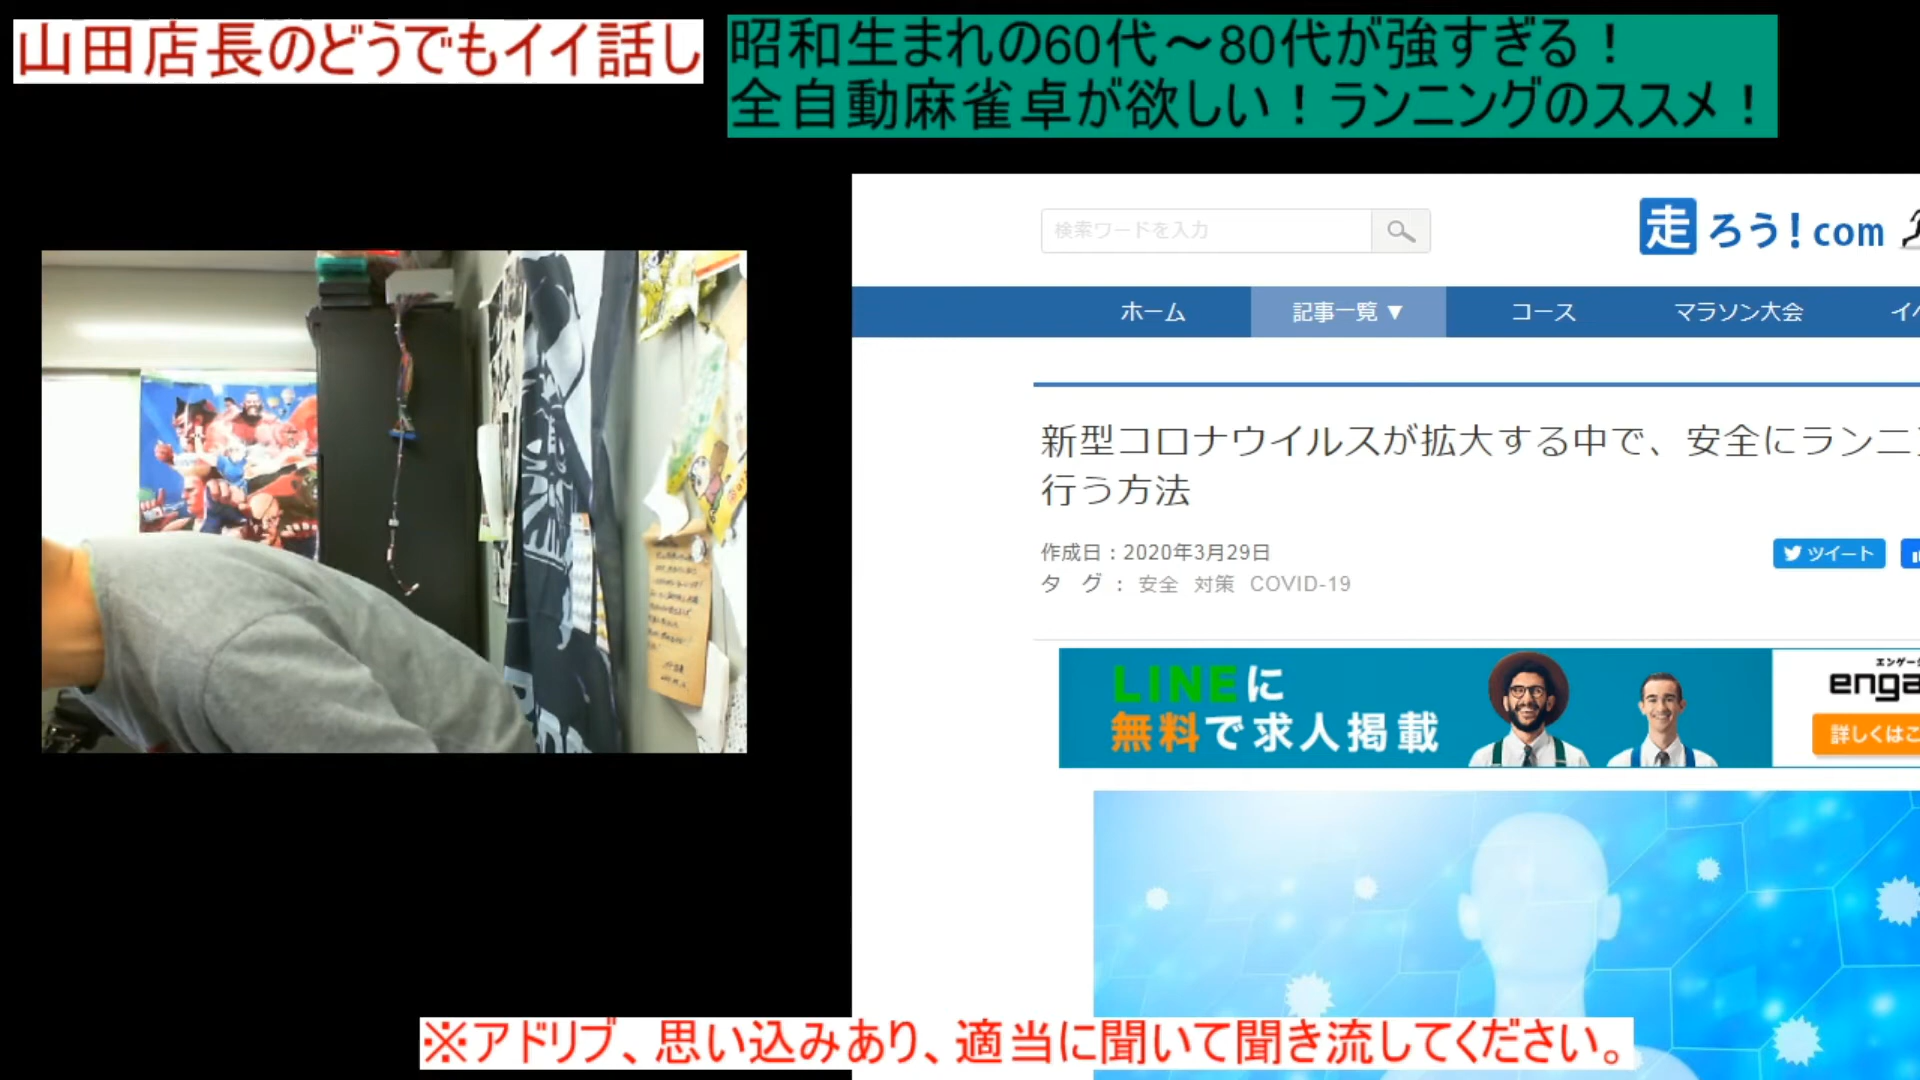 山田店長のどうでもイイ話し
昭和生まれの60代～80代が強すぎる！
全自動麻雀卓が欲しい！ランニングのススメ！
検索ワードを入力
走ろう!com
ホーム
記事一覧▼
コース
マラソン大会
イベ
新型コロナウイルスが拡大する中で、安全にランニン
行う方法
作成日：2020年3月29日
ツイート
タ グ： 安全 対策 COVID-19
LINEに
無料で求人掲載
エンゲー
enga
詳しくはこ
※アドリブ、思い込みあり、適当に聞いて聞き流してください。